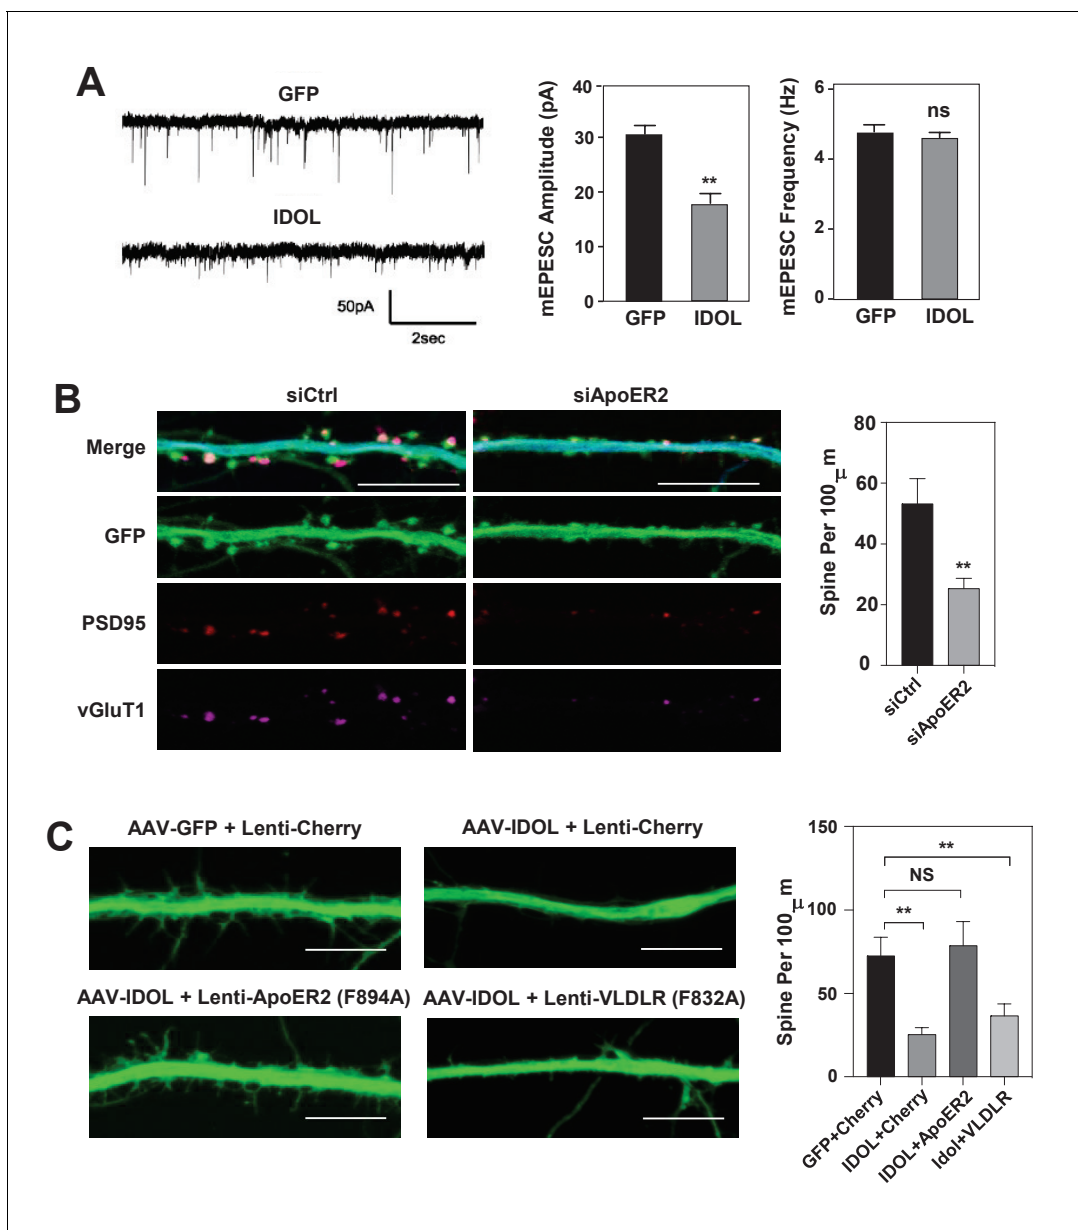 A
GFP
IDOL
50pA
2sec
mEPESC Amplitude (pA)
40
30
20
10
0
**
GFP
IDOL
mEPESC Frequency (Hz)
6
4
2
0
ns
GFP
IDOL
B
siCtrl
siApoER2
Merge
GFP
PSD95
vGluT1
Spine Per 100 μm
80
60
40
20
0
**
siCtrl
siApoER2
C
AAV-GFP + Lenti-Cherry
AAV-IDOL + Lenti-Cherry
AAV-IDOL + Lenti-ApoER2 (F894A)
AAV-IDOL + Lenti-VLDLR (F832A)
Spine Per 100 μm
150
100
50
0
**
NS
**
GFP+Cherry
IDOL+Cherry
IDOL+ApoER2
Idol+VLDLR